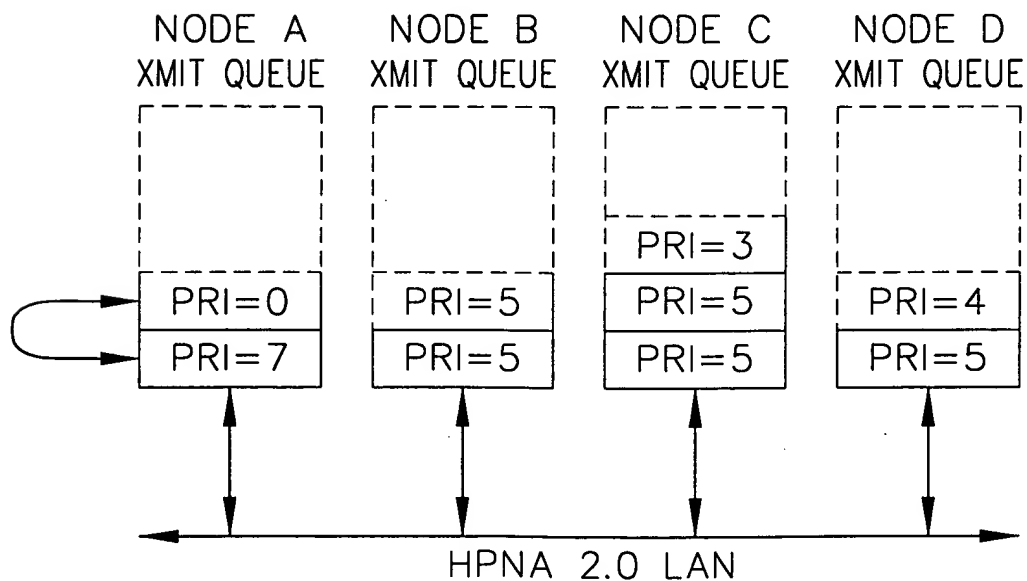 NODE A NODE B NODE C NODE D
XMIT QUEUE XMIT QUEUE XMIT QUEUE XMIT QUEUE
PRI=3
PRI=0 PRI=5 PRI=5 PRI=4
PRI=7 PRI=5 PRI=5 PRI=5
HPNA 2.0 LAN